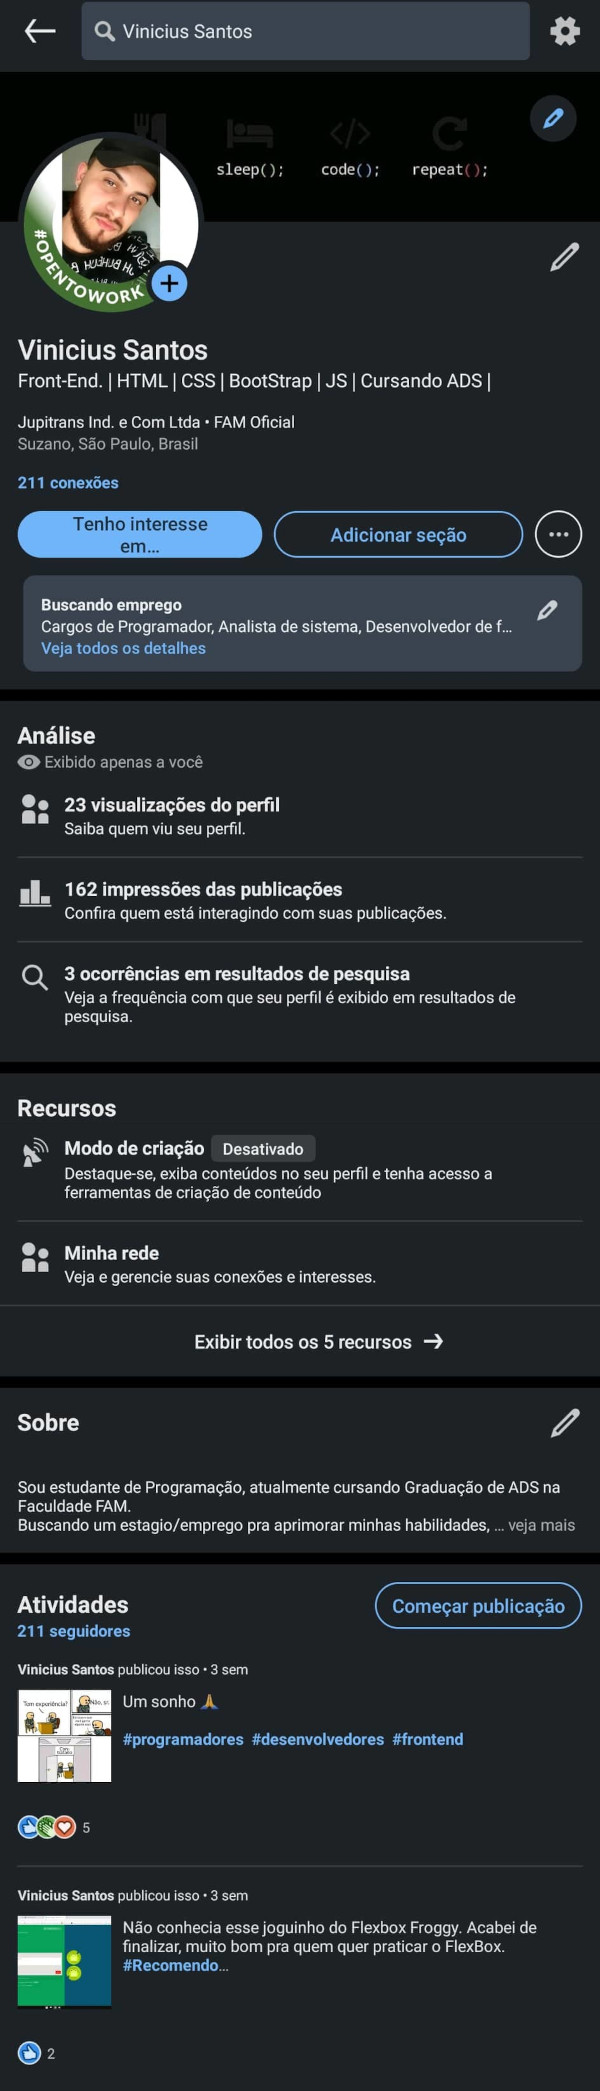 Vinicius Santos
sleep(); code(); repeat();
#OPENTOWORK
Vinicius Santos
Front-End. | HTML | CSS | BootStrap | JS | Cursando ADS |
Jupitrans Ind. e Com Ltda • FAM Oficial
Suzano, São Paulo, Brasil
211 conexões
Tenho interesse
em...
Adicionar seção
Buscando emprego
Cargos de Programador, Analista de sistema, Desenvolvedor de f...
Veja todos os detalhes
Análise
Exibido apenas a você
23 visualizações do perfil
Saiba quem viu seu perfil.
162 impressões das publicações
Confira quem está interagindo com suas publicações.
3 ocorrências em resultados de pesquisa
Veja a frequência com que seu perfil é exibido em resultados de
pesquisa.
Recursos
Modo de criação Desativado
Destaque-se, exiba conteúdos no seu perfil e tenha acesso a
ferramentas de criação de conteúdo
Minha rede
Veja e gerencie suas conexões e interesses.
Exibir todos os 5 recursos →
Sobre
Sou estudante de Programação, atualmente cursando Graduação de ADS na
Faculdade FAM.
Buscando um estagio/emprego pra aprimorar minhas habilidades, ... veja mais
Atividades
Começar publicação
211 seguidores
Vinicius Santos publicou isso • 3 sem
Tem experiência?
Não, sr.
Um sonho 🙏
#programadores #desenvolvedores #frontend
5
Vinicius Santos publicou isso • 3 sem
Não conhecia esse joguinho do Flexbox Froggy. Acabei de
finalizar, muito bom pra quem quer praticar o FlexBox.
#Recomendo...
2